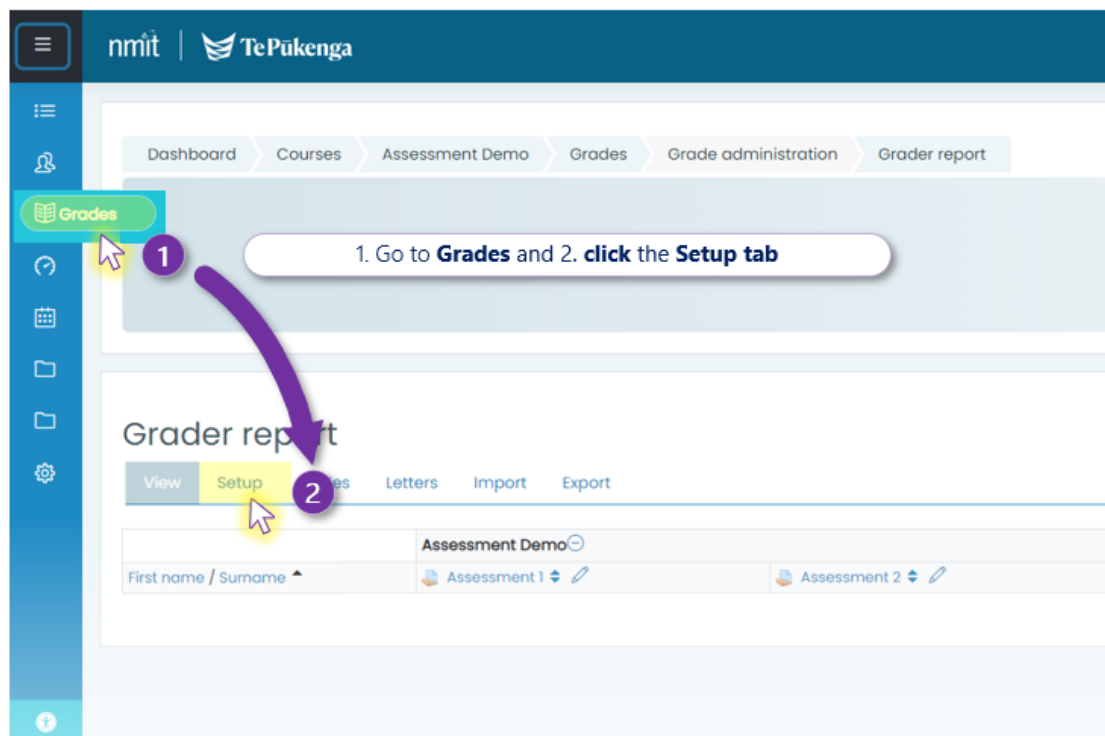 nmit | TePūkenga
Dashboard Courses Assessment Demo Grades Grade administration Grader report
Grades
1
1. Go to Grades and 2. click the Setup tab
Grader report
View Setup 2 Letters Import Export
Assessment Demo
First name / Surname Assessment 1 Assessment 2